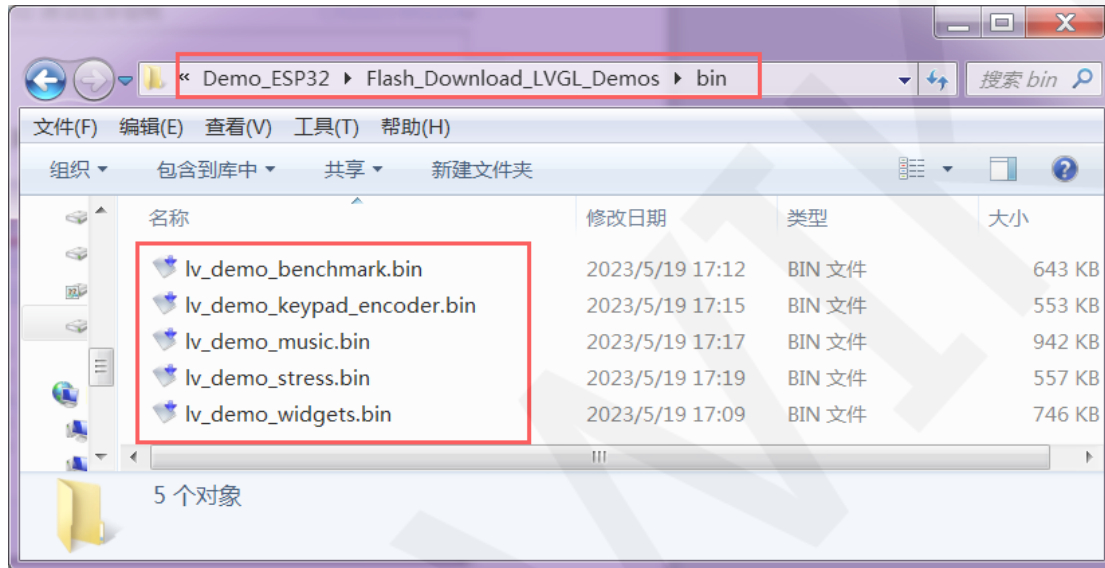 « Demo_ESP32 ▸ Flash_Download_LVGL_Demos ▸ bin 搜索 bin
文件(F) 编辑(E) 查看(V) 工具(T) 帮助(H)
组织 包含到库中 共享 新建文件夹
名称 修改日期 类型 大小
lv_demo_benchmark.bin 2023/5/19 17:12 BIN 文件 643 KB
lv_demo_keypad_encoder.bin 2023/5/19 17:15 BIN 文件 553 KB
lv_demo_music.bin 2023/5/19 17:17 BIN 文件 942 KB
lv_demo_stress.bin 2023/5/19 17:19 BIN 文件 557 KB
lv_demo_widgets.bin 2023/5/19 17:09 BIN 文件 746 KB
5 个对象